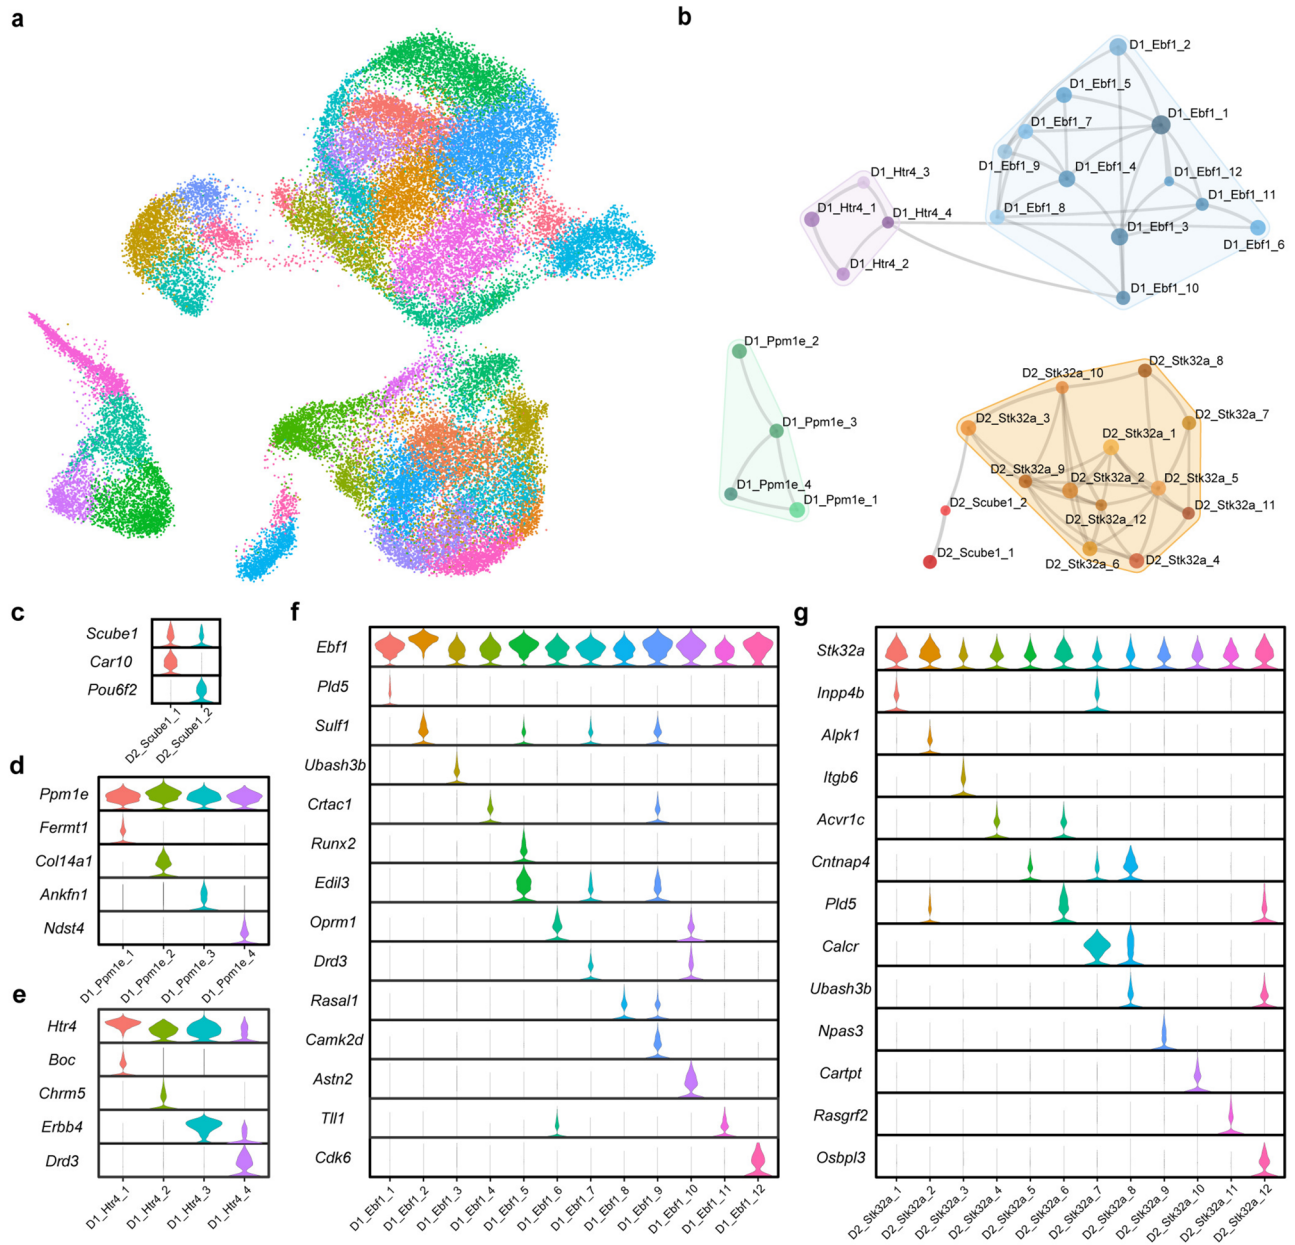 a
b
D1_Ebf1_2
D1_Ebf1_5
D1_Ebf1_1
D1_Ebf1_7
D1_Ebf1_9
D1_Ebf1_4
D1_Ebf1_12
D1_Ebf1_11
D1_Ebf1_8
D1_Ebf1_3
D1_Ebf1_6
D1_Ebf1_10
D1_Htr4_3
D1_Htr4_1
D1_Htr4_4
D1_Htr4_2
D1_Ppm1e_2
D1_Ppm1e_3
D1_Ppm1e_4
D1_Ppm1e_1
D2_Stk32a_8
D2_Stk32a_10
D2_Stk32a_3
D2_Stk32a_7
D2_Stk32a_1
D2_Stk32a_9
D2_Stk32a_2
D2_Stk32a_5
D2_Stk32a_12
D2_Stk32a_11
D2_Stk32a_6
D2_Stk32a_4
D2_Scube1_2
D2_Scube1_1
c
Scube1
Car10
Pou6f2
D2_Scube1_1
D2_Scube1_2
d
Ppm1e
Fermt1
Col14a1
Ankfn1
Ndst4
D1_Ppm1e_1
D1_Ppm1e_2
D1_Ppm1e_3
D1_Ppm1e_4
e
Htr4
Boc
Chrm5
Erbb4
Drd3
D1_Htr4_1
D1_Htr4_2
D1_Htr4_3
D1_Htr4_4
f
Ebf1
Pld5
Sulf1
Ubash3b
Crtac1
Runx2
Edil3
Oprm1
Drd3
Rasal1
Camk2d
Astn2
Tll1
Cdk6
D1_Ebf1_1
D1_Ebf1_2
D1_Ebf1_3
D1_Ebf1_4
D1_Ebf1_5
D1_Ebf1_6
D1_Ebf1_7
D1_Ebf1_8
D1_Ebf1_9
D1_Ebf1_10
D1_Ebf1_11
D1_Ebf1_12
g
Stk32a
Inpp4b
Alpk1
Itgb6
Acvr1c
Cntnap4
Pld5
Calcr
Ubash3b
Npas3
Cartpt
Rasgrf2
Osbpl3
D2_Stk32a_1
D2_Stk32a_2
D2_Stk32a_3
D2_Stk32a_4
D2_Stk32a_5
D2_Stk32a_6
D2_Stk32a_7
D2_Stk32a_8
D2_Stk32a_9
D2_Stk32a_10
D2_Stk32a_11
D2_Stk32a_12